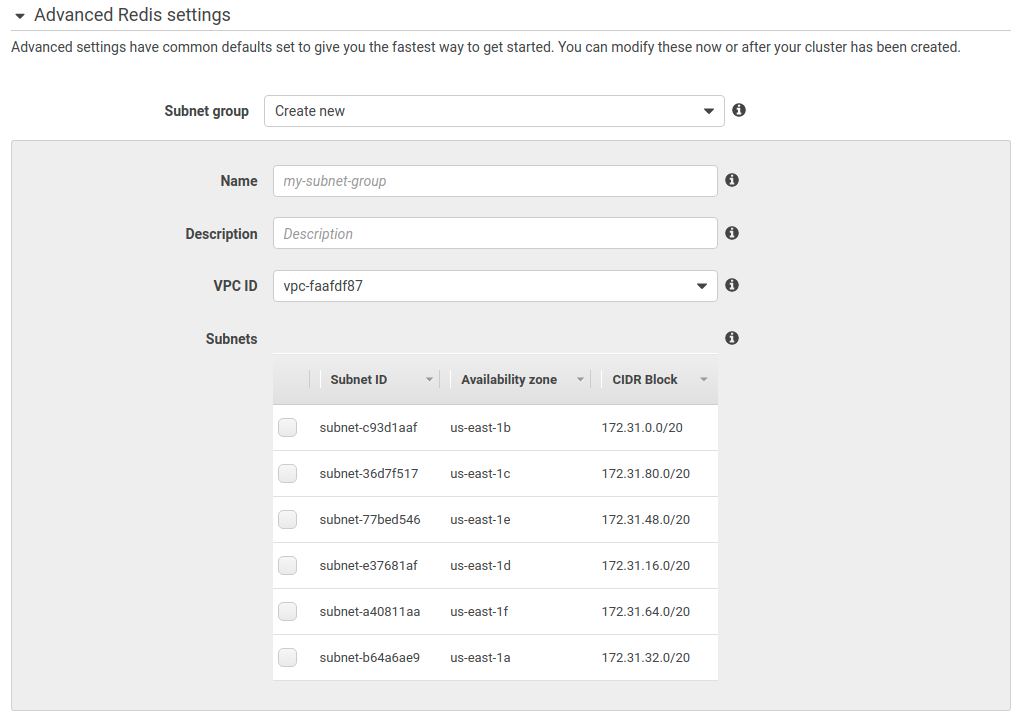 Advanced Redis settings
Advanced settings have common defaults set to give you the fastest way to get started. You can modify these now or after your cluster has been created.
Subnet group Create new
Name my-subnet-group
Description Description
VPC ID vpc-faafdf87
Subnets
Subnet ID Availability zone CIDR Block
subnet-c93d1aaf us-east-1b 172.31.0.0/20
subnet-36d7f517 us-east-1c 172.31.80.0/20
subnet-77bed546 us-east-1e 172.31.48.0/20
subnet-e37681af us-east-1d 172.31.16.0/20
subnet-a40811aa us-east-1f 172.31.64.0/20
subnet-b64a6ae9 us-east-1a 172.31.32.0/20